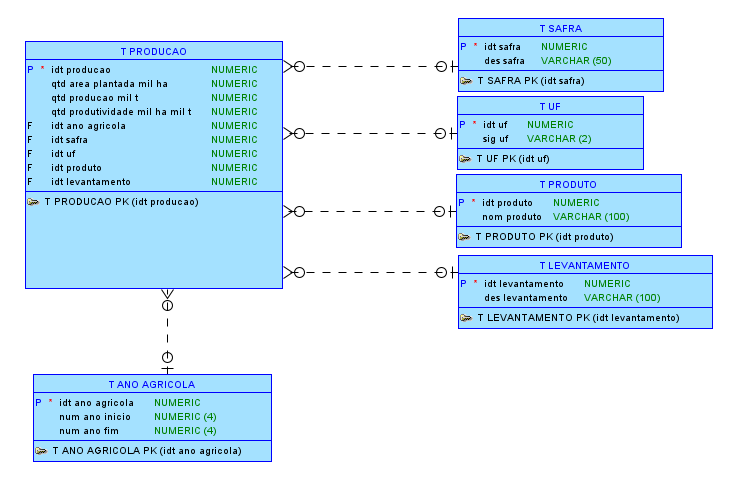 T PRODUCAO
P * idt producao NUMERIC
qtd area plantada mil ha NUMERIC
qtd producao mil t NUMERIC
qtd produtividade mil ha mil t NUMERIC
F idt ano agricola NUMERIC
F idt safra NUMERIC
F idt uf NUMERIC
F idt produto NUMERIC
F idt levantamento NUMERIC
T PRODUCAO PK (idt producao)
T SAFRA
P * idt safra NUMERIC
des safra VARCHAR (50)
T SAFRA PK (idt safra)
T UF
P * idt uf NUMERIC
sig uf VARCHAR (2)
T UF PK (idt uf)
T PRODUTO
P * idt produto NUMERIC
nom produto VARCHAR (100)
T PRODUTO PK (idt produto)
T LEVANTAMENTO
P * idt levantamento NUMERIC
des levantamento VARCHAR (100)
T LEVANTAMENTO PK (idt levantamento)
T ANO AGRICOLA
P * idt ano agricola NUMERIC
num ano inicio NUMERIC (4)
num ano fim NUMERIC (4)
T ANO AGRICOLA PK (idt ano agricola)